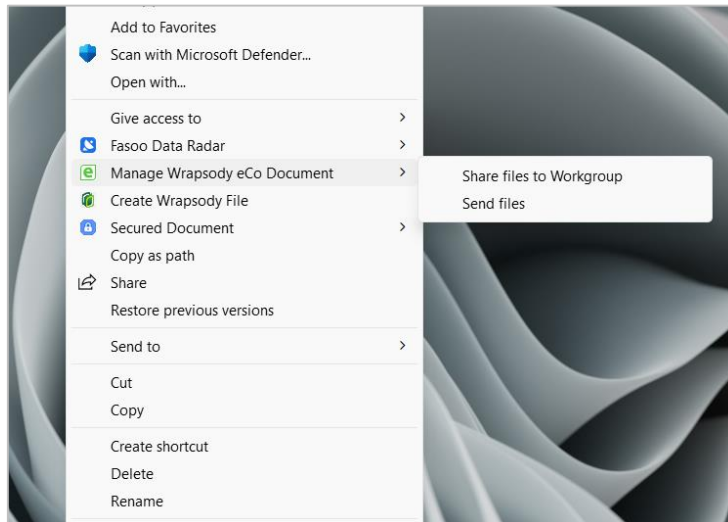 Add to Favorites
Scan with Microsoft Defender...
Open with...
Give access to
Fasoo Data Radar
Manage Wrapsody eCo Document
Share files to Workgroup
Create Wrapsody File
Send files
Secured Document
Copy as path
Share
Restore previous versions
Send to
Cut
Copy
Create shortcut
Delete
Rename